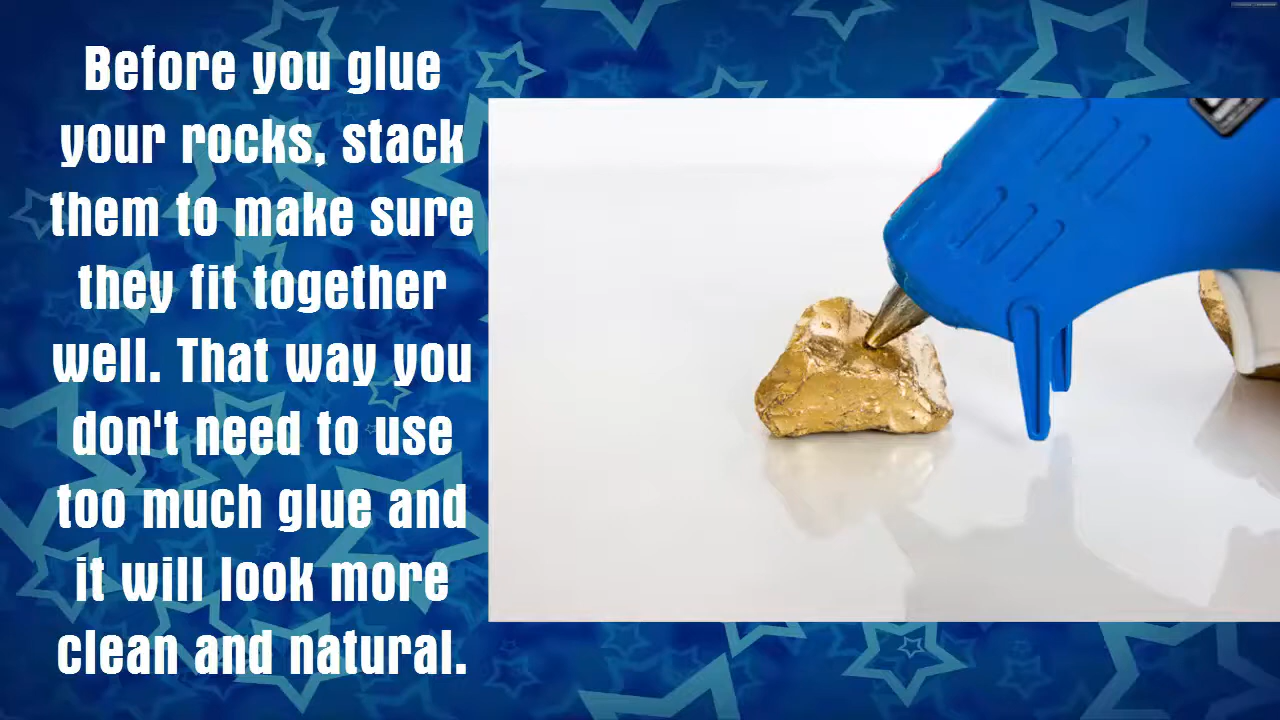 Before you glue
your rocks, stack
them to make sure
they fit together
well. That way you
don't need to use
too much glue and
it will look more
clean and natural.